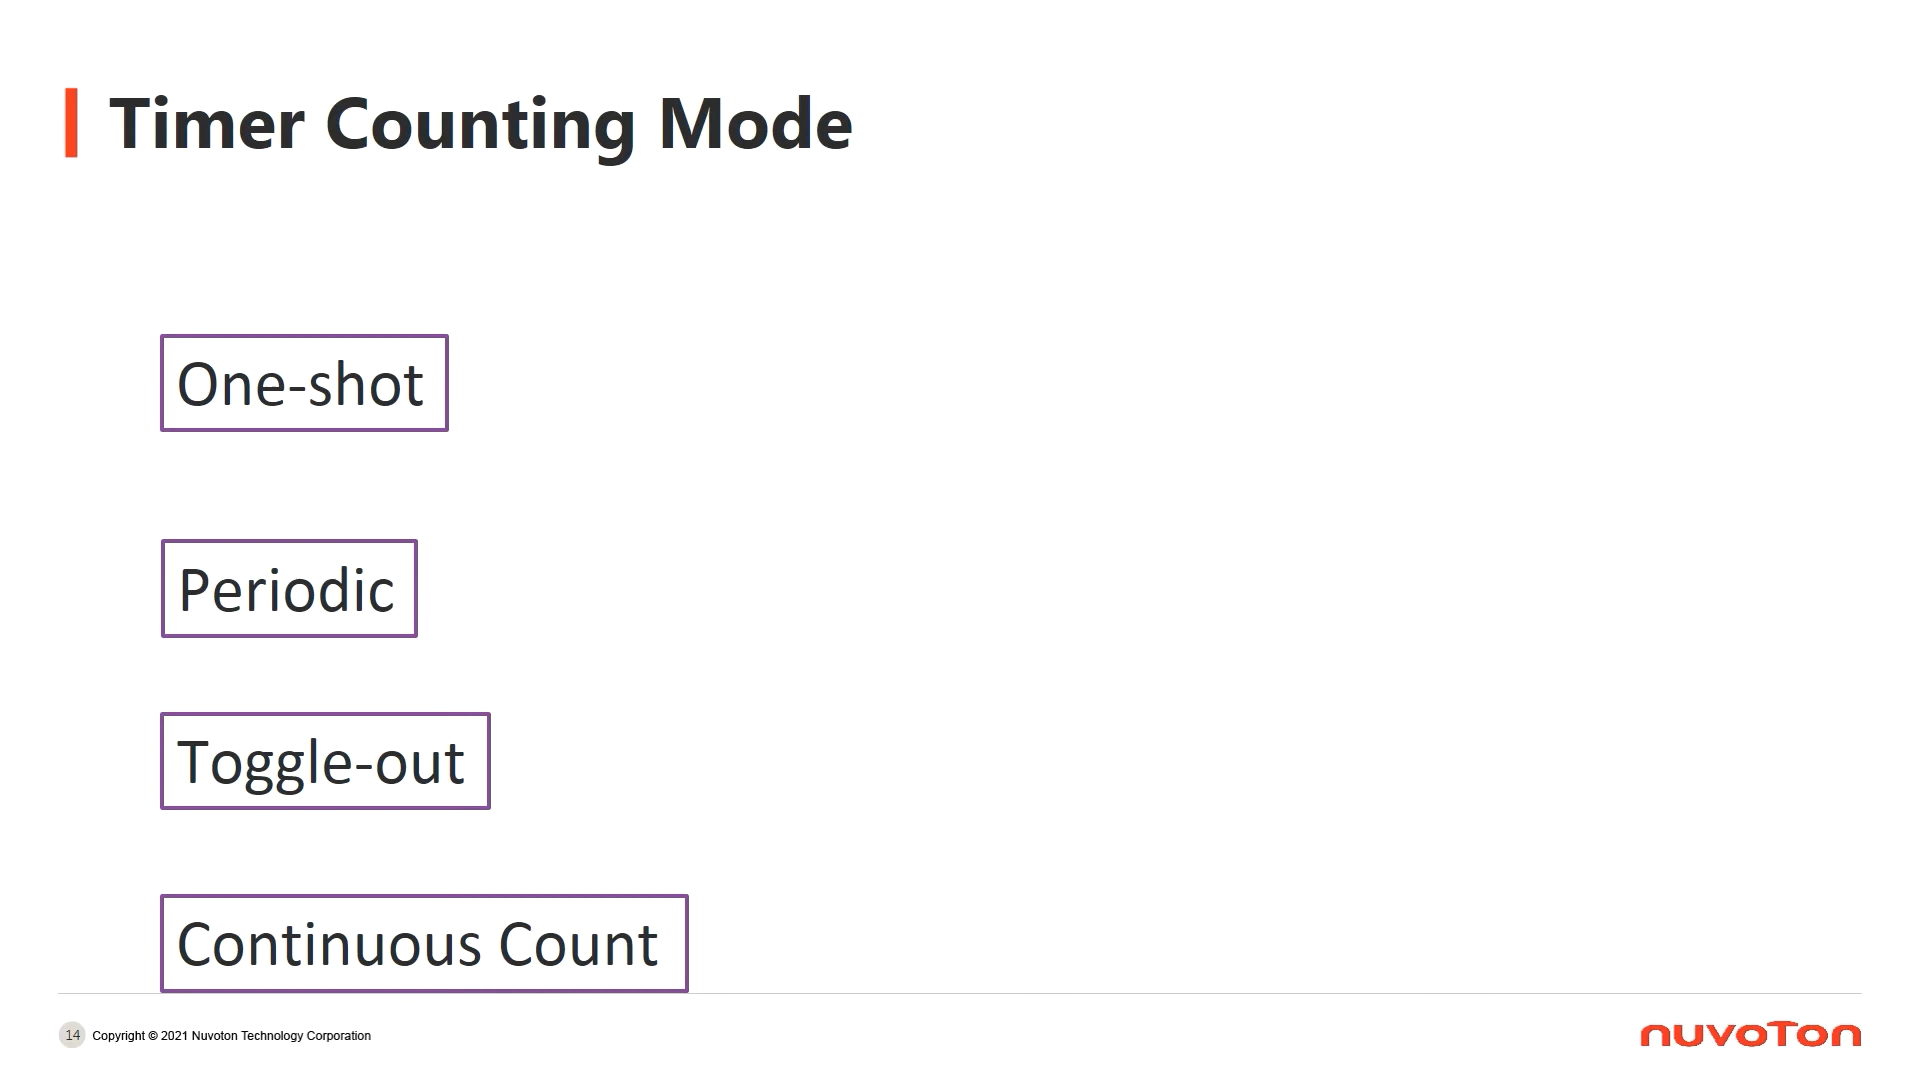 Timer Counting Mode
One-shot
Periodic
Toggle-out
Continuous Count
14 Copyright © 2021 Nuvoton Technology Corporation
nuvoTon